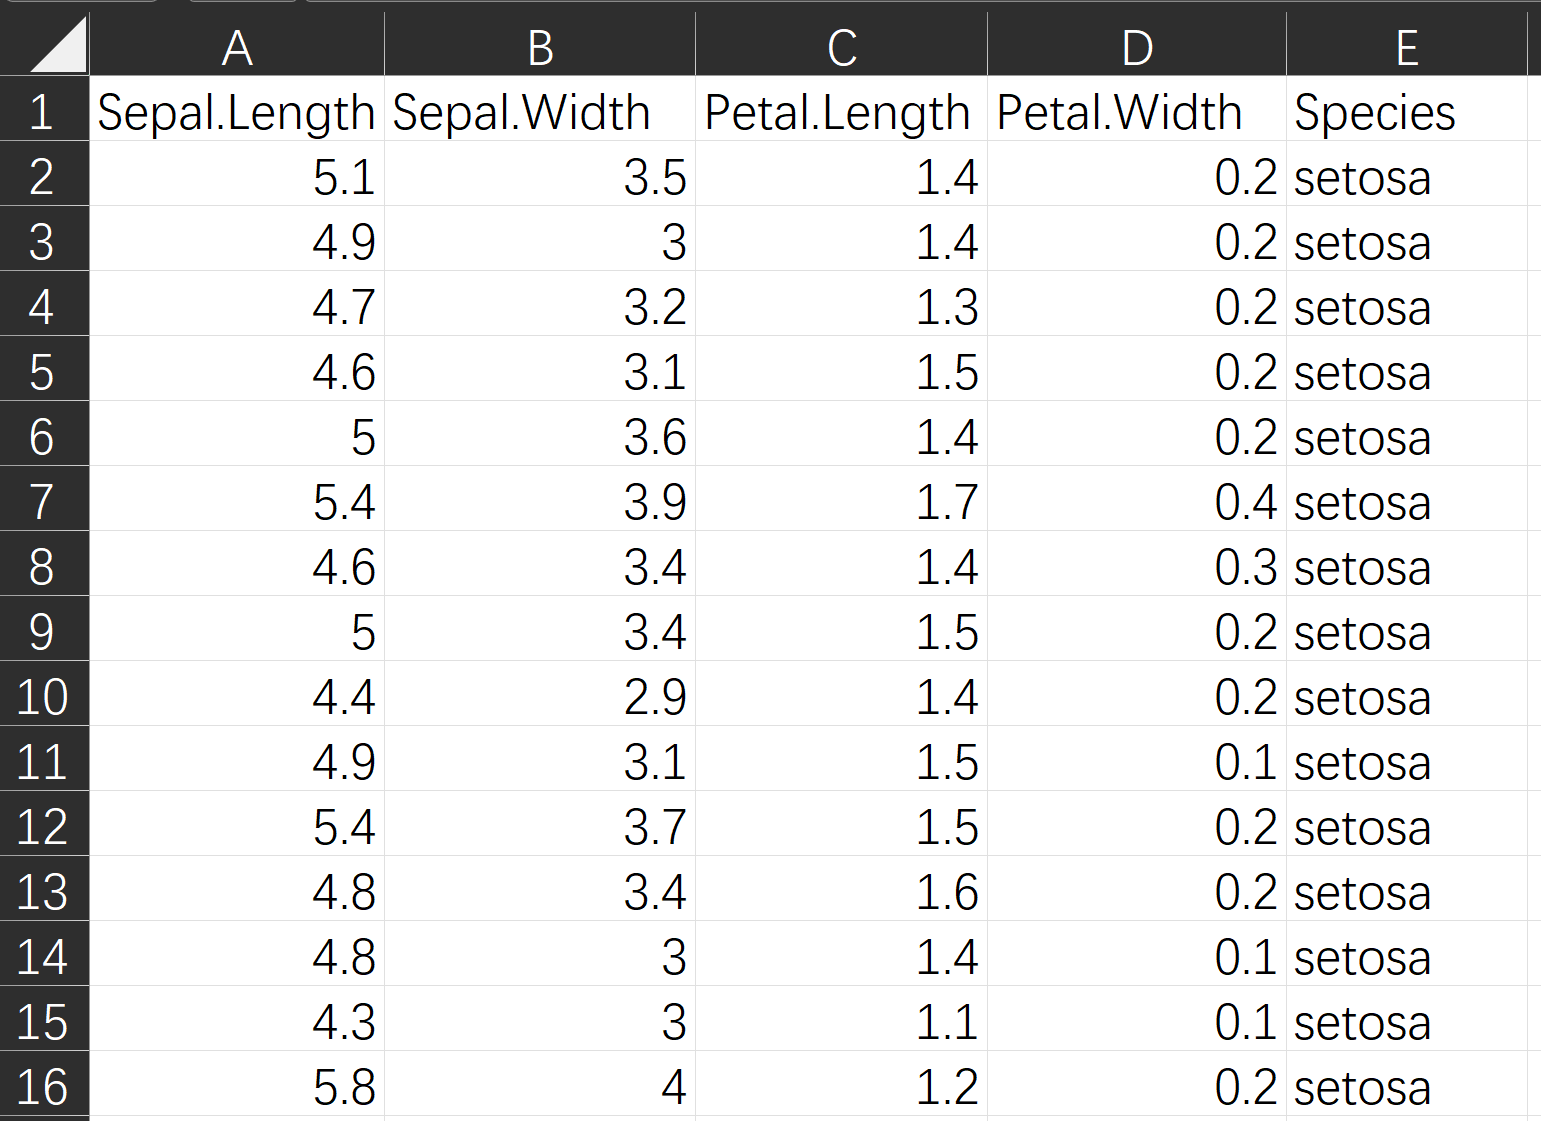 A B C D E
1 Sepal.Length Sepal.Width Petal.Length Petal.Width Species
2 5.1 3.5 1.4 0.2 setosa
3 4.9 3 1.4 0.2 setosa
4 4.7 3.2 1.3 0.2 setosa
5 4.6 3.1 1.5 0.2 setosa
6 5 3.6 1.4 0.2 setosa
7 5.4 3.9 1.7 0.4 setosa
8 4.6 3.4 1.4 0.3 setosa
9 5 3.4 1.5 0.2 setosa
10 4.4 2.9 1.4 0.2 setosa
11 4.9 3.1 1.5 0.1 setosa
12 5.4 3.7 1.5 0.2 setosa
13 4.8 3.4 1.6 0.2 setosa
14 4.8 3 1.4 0.1 setosa
15 4.3 3 1.1 0.1 setosa
16 5.8 4 1.2 0.2 setosa